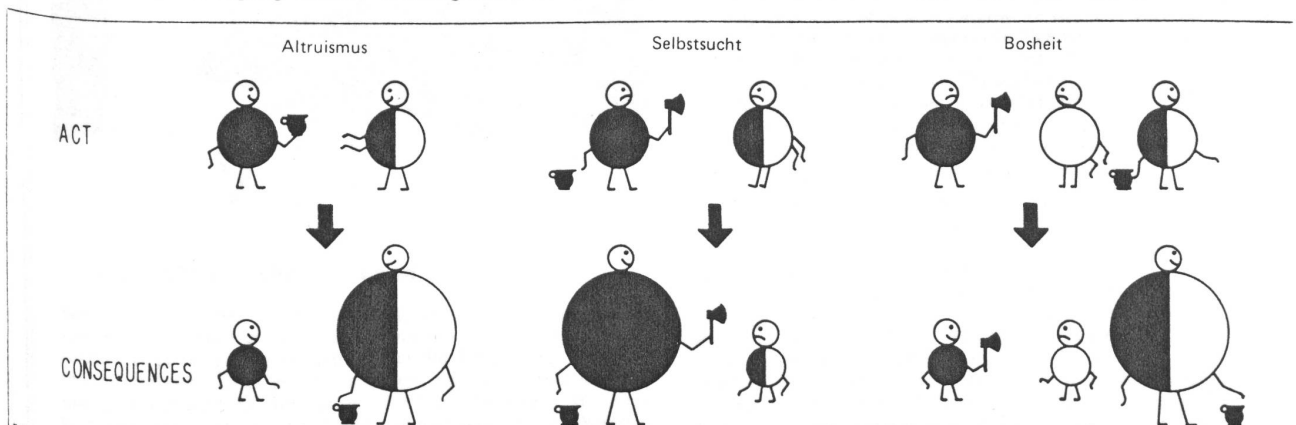 Altruismus
Selbstsucht
Bosheit
ACT
CONSEQUENCES